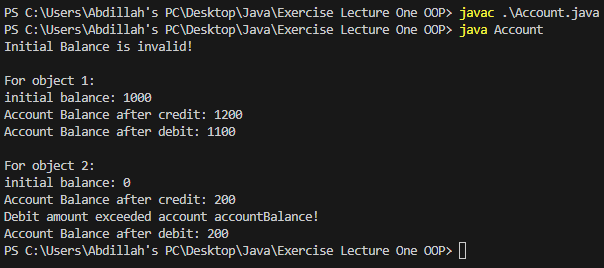 PS C:\Users\Abdillah's PC\Desktop\Java\Exercise Lecture One OOP> javac .\Account.java
PS C:\Users\Abdillah's PC\Desktop\Java\Exercise Lecture One OOP> java Account
Initial Balance is invalid!
For object 1:
initial balance: 1000
Account Balance after credit: 1200
Account Balance after debit: 1100
For object 2:
initial balance: 0
Account Balance after credit: 200
Debit amount exceeded account accountBalance!
Account Balance after debit: 200
PS C:\Users\Abdillah's PC\Desktop\Java\Exercise Lecture One OOP>